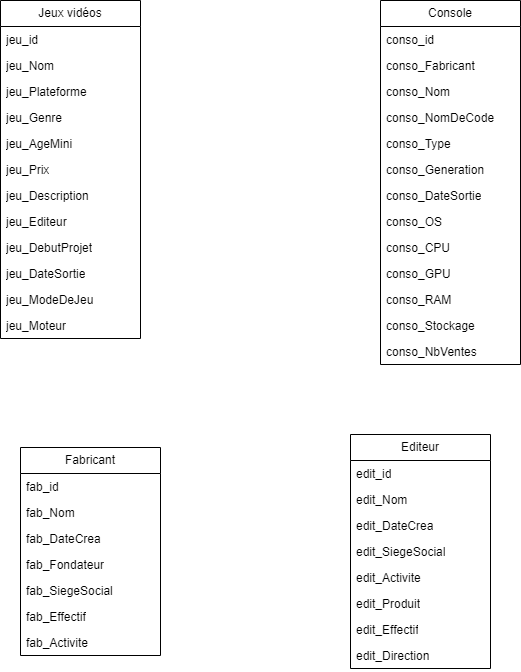 Jeux vidéos
jeu_id
jeu_Nom
jeu_Plateforme
jeu_Genre
jeu_AgeMini
jeu_Prix
jeu_Description
jeu_Editeur
jeu_DebutProjet
jeu_DateSortie
jeu_ModeDeJeu
jeu_Moteur
Console
conso_id
conso_Fabricant
conso_Nom
conso_NomDeCode
conso_Type
conso_Generation
conso_DateSortie
conso_OS
conso_CPU
conso_GPU
conso_RAM
conso_Stockage
conso_NbVentes
Fabricant
fab_id
fab_Nom
fab_DateCrea
fab_Fondateur
fab_SiegeSocial
fab_Effectif
fab_Activite
Editeur
edit_id
edit_Nom
edit_DateCrea
edit_SiegeSocial
edit_Activite
edit_Produit
edit_Effectif
edit_Direction